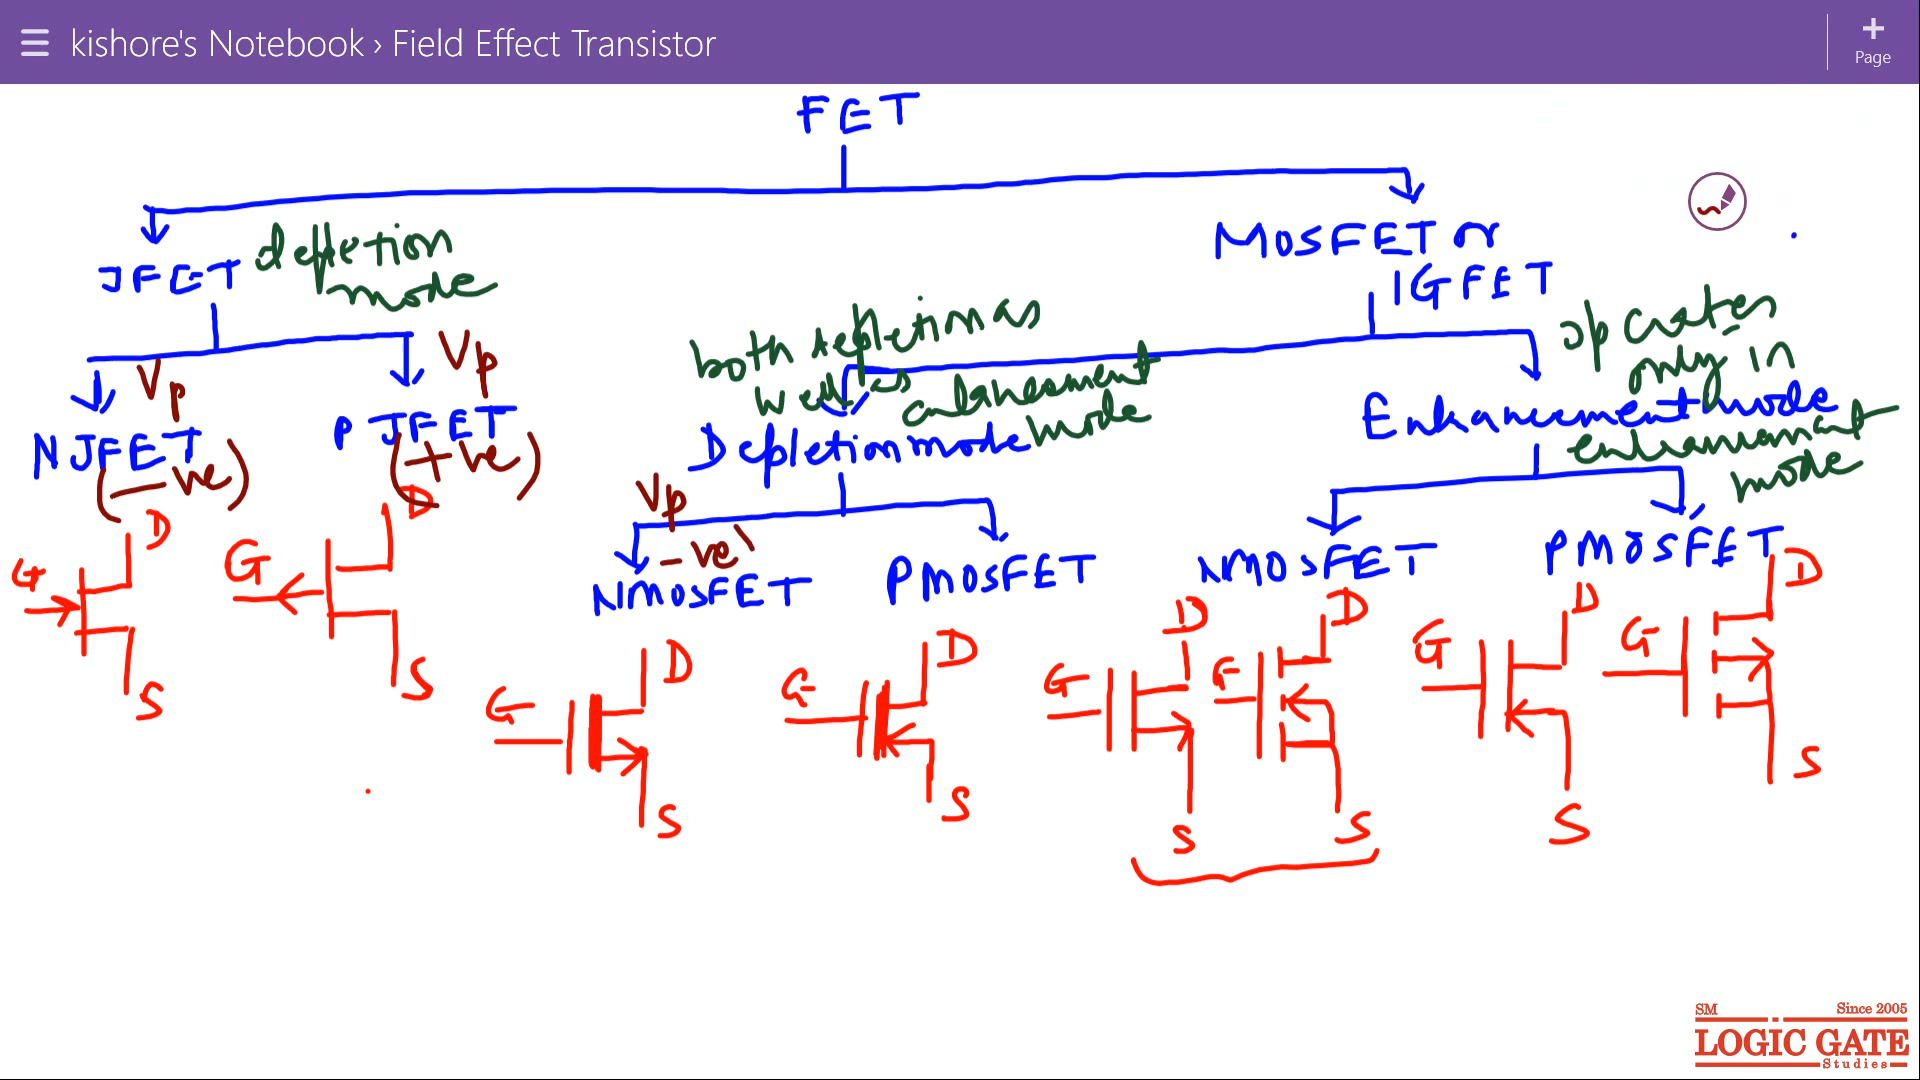 kishore's Notebook › Field Effect Transistor
Page
FET
JFET
depletion
mode
MOSFET or
IGFET
Vp
Vp
NJFET
(-ve)
P JFET
(+ve)
both depletion as
well as enhancement
mode
Depletion mode
operates
only in
enhancement
mode
Enhancement mode
Vp
-ve
NMOSFET
PMOSFET
NMOSFET
PMOSFET
G D S
G D S
G D S
G D S
G D S
G D S
G D S
G D S
SM Since 2005
LOGIC GATE
Studies